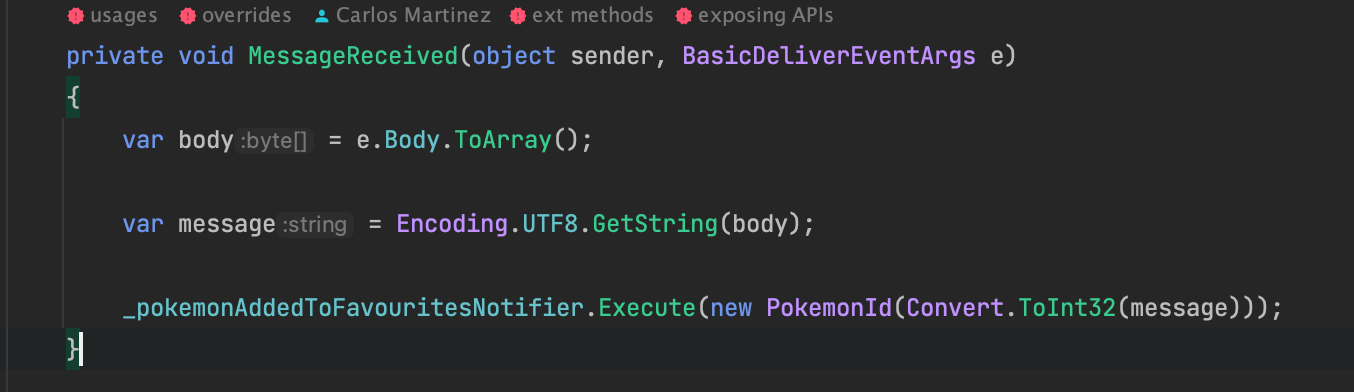 usages overrides Carlos Martinez ext methods exposing APIs
private void MessageReceived(object sender, BasicDeliverEventArgs e)
{
var body :byte[] = e.Body.ToArray();
var message :string = Encoding.UTF8.GetString(body);
_pokemonAddedToFavouritesNotifier.Execute(new PokemonId(Convert.ToInt32(message)));
}